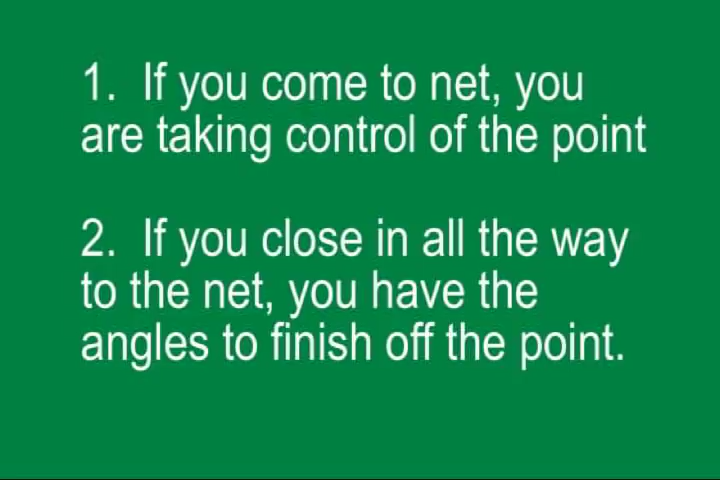 1.  If you come to net, you
are taking control of the point
2.  If you close in all the way
to the net, you have the
angles to finish off the point.